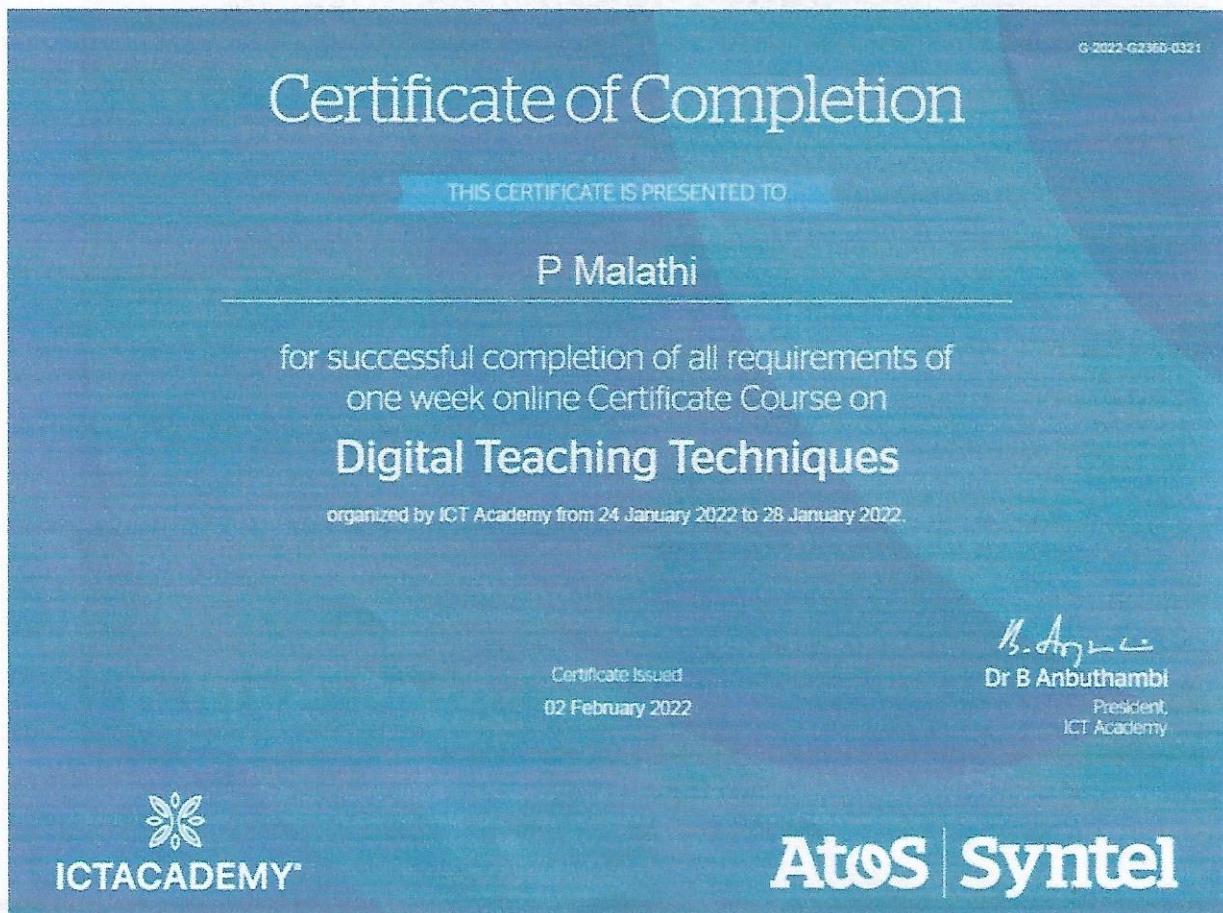 G-2022-G2360-0321
Certificate of Completion
THIS CERTIFICATE IS PRESENTED TO
P Malathi
for successful completion of all requirements of
one week online Certificate Course on
Digital Teaching Techniques
organized by ICT Academy from 24 January 2022 to 28 January 2022.
Certificate Issued
02 February 2022
Dr B Anbuthambi
President,
ICT Academy
ICTACADEMY
Atos | Syntel